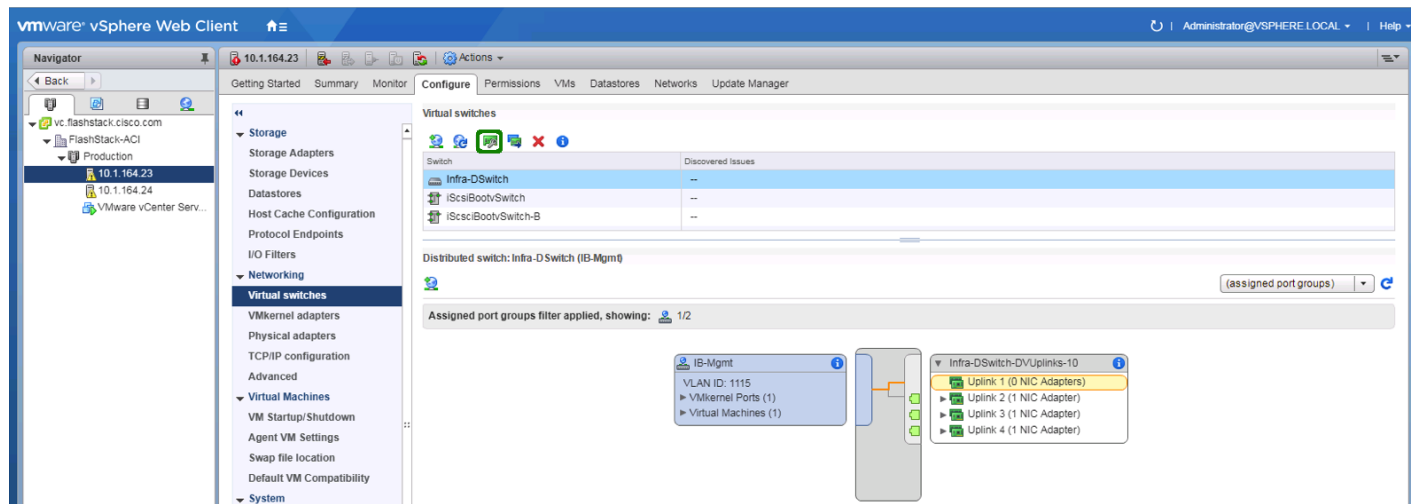 vmware® vSphere Web Client
Administrator@VSPHERE.LOCAL
Help
Navigator
Back
vc.flashstack.cisco.com
FlashStack-ACI
Production
10.1.164.23
10.1.164.24
VMware vCenter Serv...
10.1.164.23
Actions
Getting Started Summary Monitor Configure Permissions VMs Datastores Networks Update Manager
Storage
Storage Adapters
Storage Devices
Datastores
Host Cache Configuration
Protocol Endpoints
I/O Filters
Networking
Virtual switches
VMkernel adapters
Physical adapters
TCP/IP configuration
Advanced
Virtual Machines
VM Startup/Shutdown
Agent VM Settings
Swap file location
Default VM Compatibility
System
Virtual switches
Switch Discovered Issues
Infra-DSwitch --
iScsiBootvSwitch --
iScsciBootvSwitch-B --
Distributed switch: Infra-DSwitch (IB-Mgmt)
(assigned port groups)
Assigned port groups filter applied, showing: 1/2
IB-Mgmt
VLAN ID: 1115
VMkernel Ports (1)
Virtual Machines (1)
Infra-DSwitch-DVUplinks-10
Uplink 1 (0 NIC Adapters)
Uplink 2 (1 NIC Adapter)
Uplink 3 (1 NIC Adapter)
Uplink 4 (1 NIC Adapter)